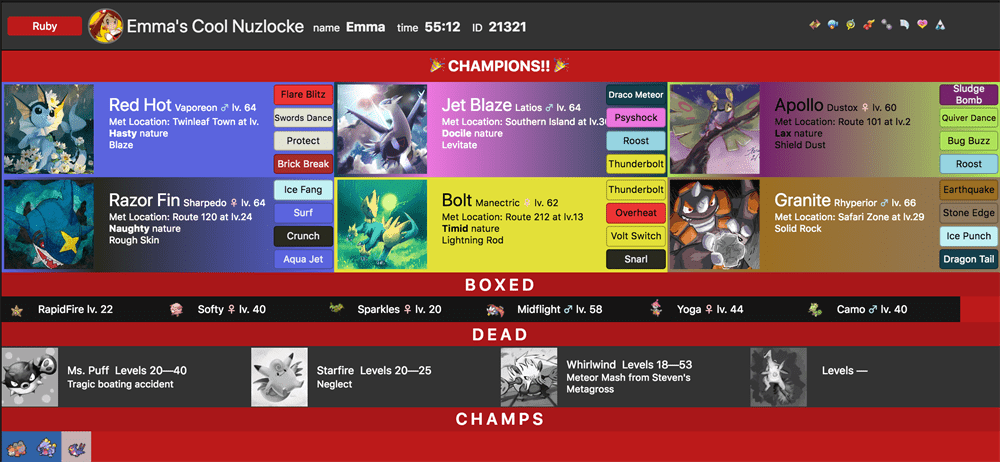 Ruby
Emma's Cool Nuzlocke name Emma time 55:12 ID 21321
CHAMPIONS!!
Red Hot Vaporeon ♂ lv. 64
Met Location: Twinleaf Town at lv.
Hasty nature
Blaze
Flare Blitz
Swords Dance
Protect
Brick Break
Jet Blaze Latios ♂ lv. 64
Met Location: Southern Island at lv.30
Docile nature
Levitate
Draco Meteor
Psyshock
Roost
Thunderbolt
Apollo Dustox ♀ lv. 60
Met Location: Route 101 at lv.2
Lax nature
Shield Dust
Sludge
Bomb
Quiver Dance
Bug Buzz
Roost
Razor Fin Sharpedo ♀ lv. 64
Met Location: Route 120 at lv.24
Naughty nature
Rough Skin
Ice Fang
Surf
Crunch
Aqua Jet
Bolt Manectric lv. 62
Met Location: Route 212 at lv.13
Timid nature
Lightning Rod
Thunderbolt
Overheat
Volt Switch
Snarl
Granite Rhyperior ♂ lv. 66
Met Location: Safari Zone at lv.29
Solid Rock
Earthquake
Stone Edge
Ice Punch
Dragon Tail
BOXED
RapidFire lv. 22
Softy ♀ lv. 40
Sparkles ♀ lv. 20
Midflight ♂ lv. 58
Yoga ♀ lv. 44
Camo ♂ lv. 40
DEAD
Ms. Puff Levels 20—40
Tragic boating accident
Starfire Levels 20—25
Neglect
Whirlwind Levels 18—53
Meteor Mash from Steven's
Metagross
Levels —
CHAMPS